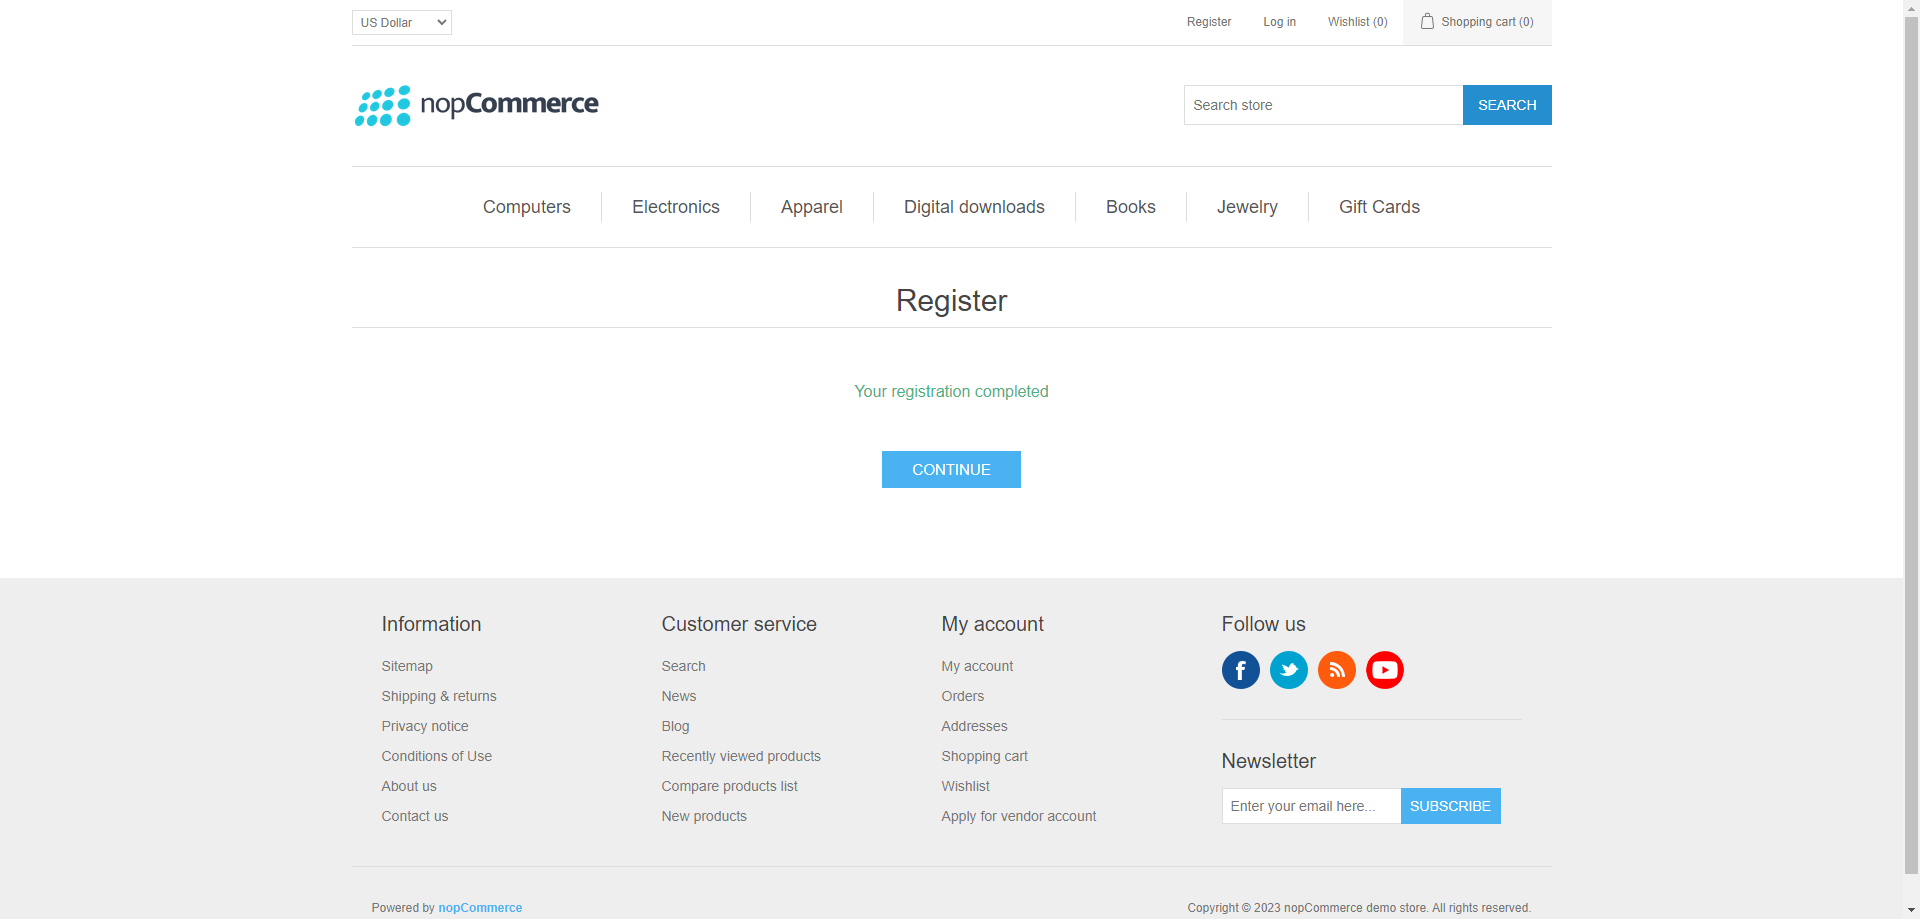 US Dollar
Register
Log in
Wishlist (0)
Shopping cart (0)
nopCommerce
Search store
SEARCH
Computers
Electronics
Apparel
Digital downloads
Books
Jewelry
Gift Cards
Register
Your registration completed
CONTINUE
Information
Sitemap
Shipping & returns
Privacy notice
Conditions of Use
About us
Contact us
Customer service
Search
News
Blog
Recently viewed products
Compare products list
New products
My account
My account
Orders
Addresses
Shopping cart
Wishlist
Apply for vendor account
Follow us
Newsletter
Enter your email here...
SUBSCRIBE
Powered by nopCommerce
Copyright © 2023 nopCommerce demo store. All rights reserved.